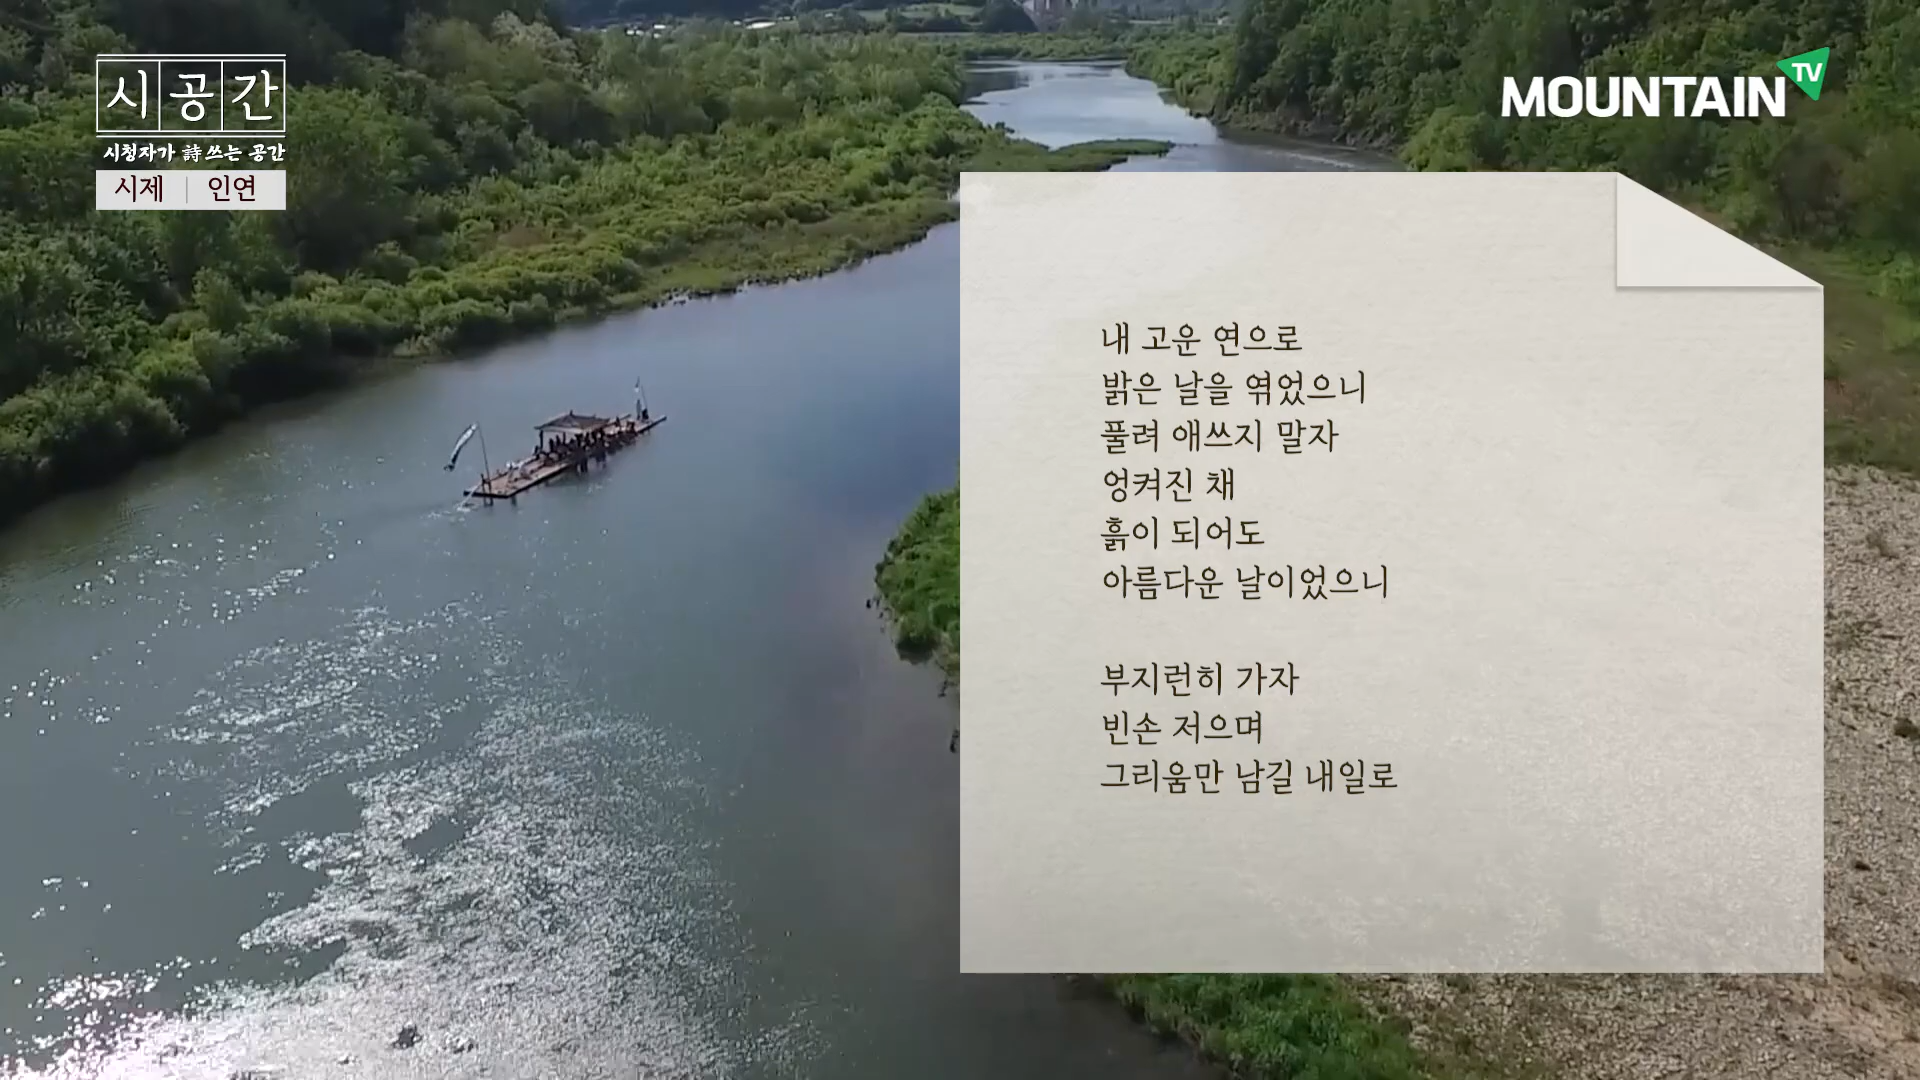 시공간
시청자가 詩 쓰는 공간
시제 | 인연
MOUNTAIN TV
내 고운 연으로
밝은 날을 엮었으니
풀려 애쓰지 말자
엉켜진 채
흙이 되어도
아름다운 날이었으니
부지런히 가자
빈손 저으며
그리움만 남길 내일로